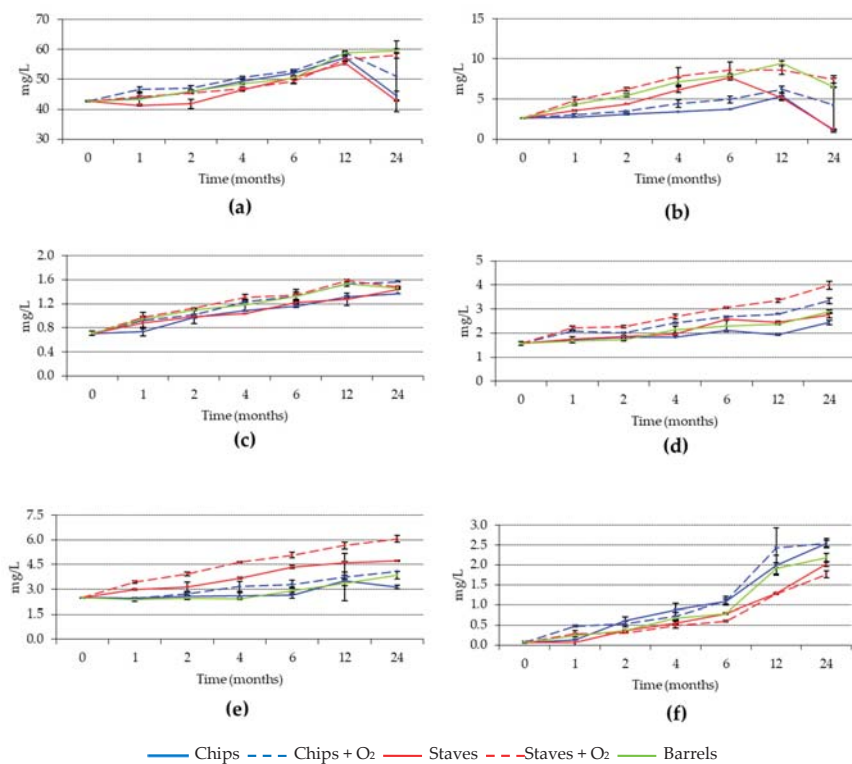 70
60
50
40
30
mg/L
0 1 2 4 6 12 24
Time (months)
(a)
15
10
5
0
mg/L
0 1 2 4 6 12 24
Time (months)
(b)
2.0
1.6
1.2
0.8
0.4
0.0
mg/L
0 1 2 4 6 12 24
Time (months)
(c)
5
4
3
2
1
0
mg/L
0 1 2 4 6 12 24
Time (months)
(d)
7.5
6.0
4.5
3.0
1.5
0.0
mg/L
0 1 2 4 6 12 24
Time (months)
(e)
3.0
2.5
2.0
1.5
1.0
0.5
0.0
mg/L
0 1 2 4 6 12 24
Time (months)
(f)
Chips Chips + O₂ Staves Staves + O₂ Barrels